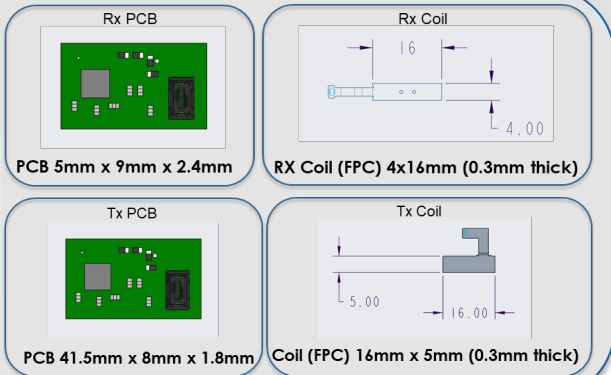 Rx PCB
PCB 5mm x 9mm x 2.4mm
Rx Coil
16
4.00
RX Coil (FPC) 4x16mm (0.3mm thick)
Tx PCB
PCB 41.5mm x 8mm x 1.8mm
Tx Coil
5.00
16.00
Coil (FPC) 16mm x 5mm (0.3mm thick)